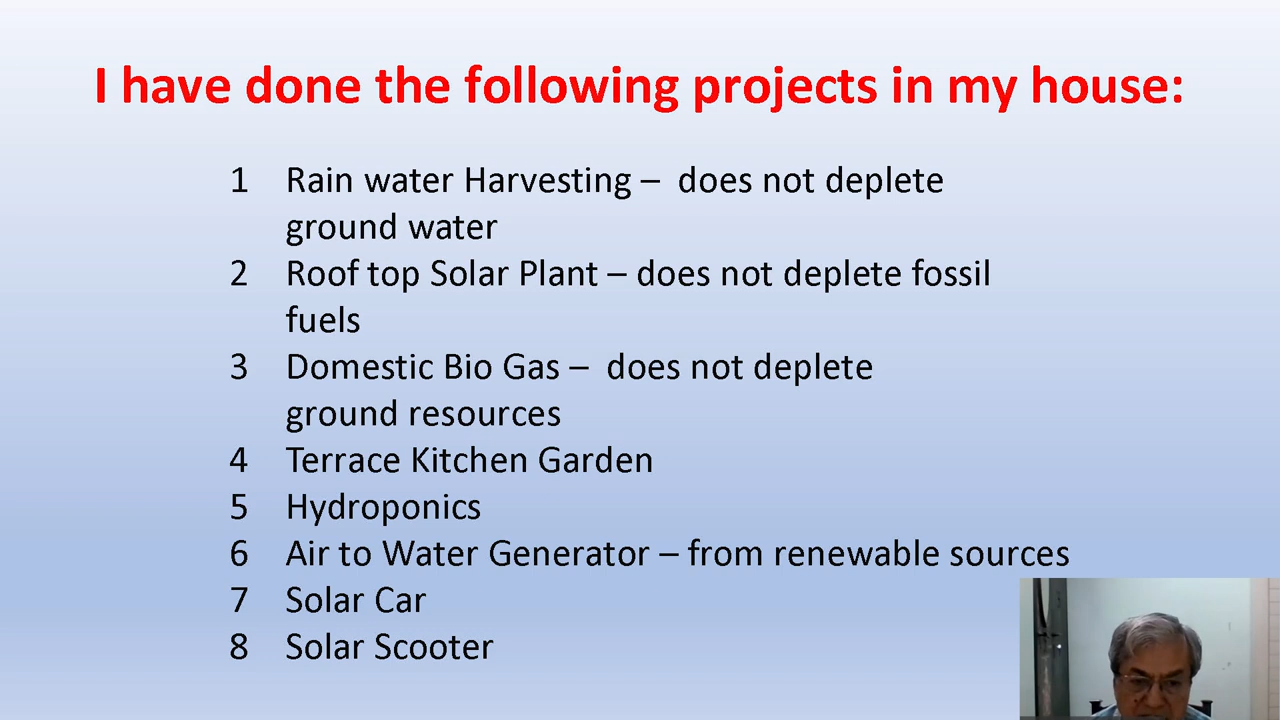 I have done the following projects in my house:
1 Rain water Harvesting – does not deplete
ground water
2 Roof top Solar Plant – does not deplete fossil
fuels
3 Domestic Bio Gas – does not deplete
ground resources
4 Terrace Kitchen Garden
5 Hydroponics
6 Air to Water Generator – from renewable sources
7 Solar Car
8 Solar Scooter